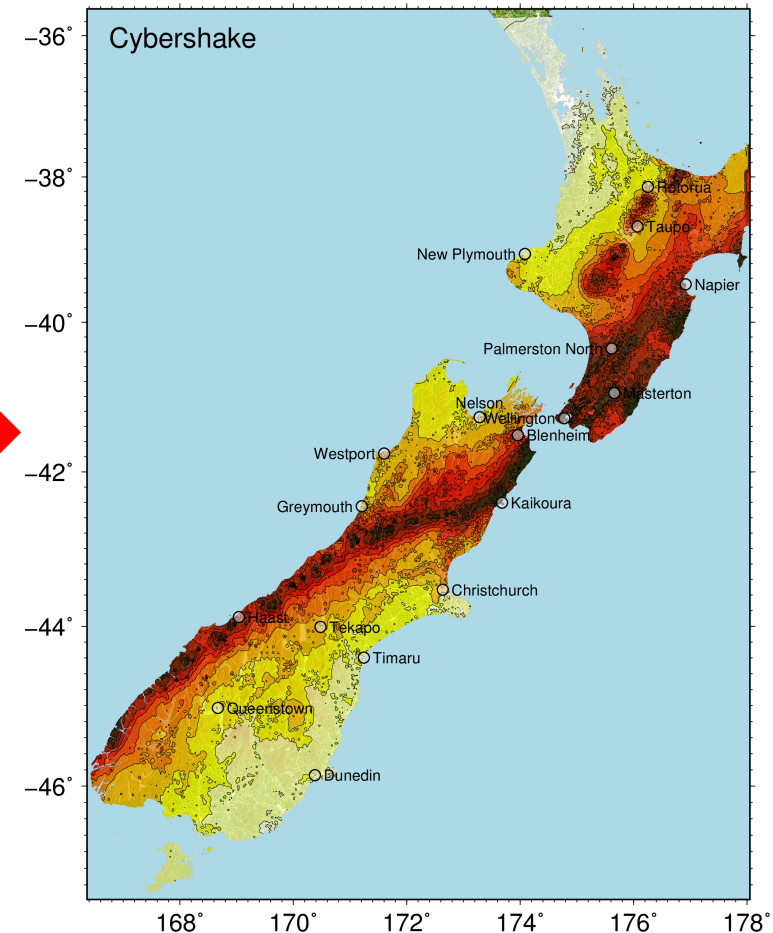 Cybershake
−36°
−38°
−40°
−42°
−44°
−46°
Rotorua
Taupo
New Plymouth
Napier
Palmerston North
Masterton
Nelson
Wellington
Blenheim
Westport
Kaikoura
Greymouth
Christchurch
Haast
Tekapo
Timaru
Queenstown
Dunedin
168° 170° 172° 174° 176° 178°